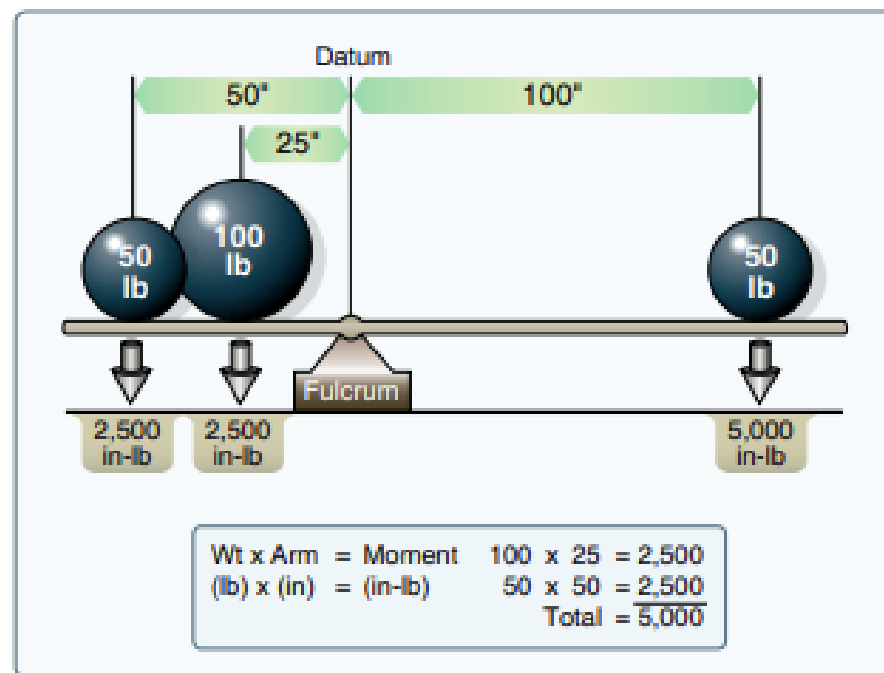 Datum
50"
100"
25"
50
lb
100
lb
50
lb
Fulcrum
2,500
in-lb
2,500
in-lb
5,000
in-lb
Wt x Arm = Moment 100 x 25 = 2,500
(lb) x (in) = (in-lb) 50 x 50 = 2,500
Total = 5,000